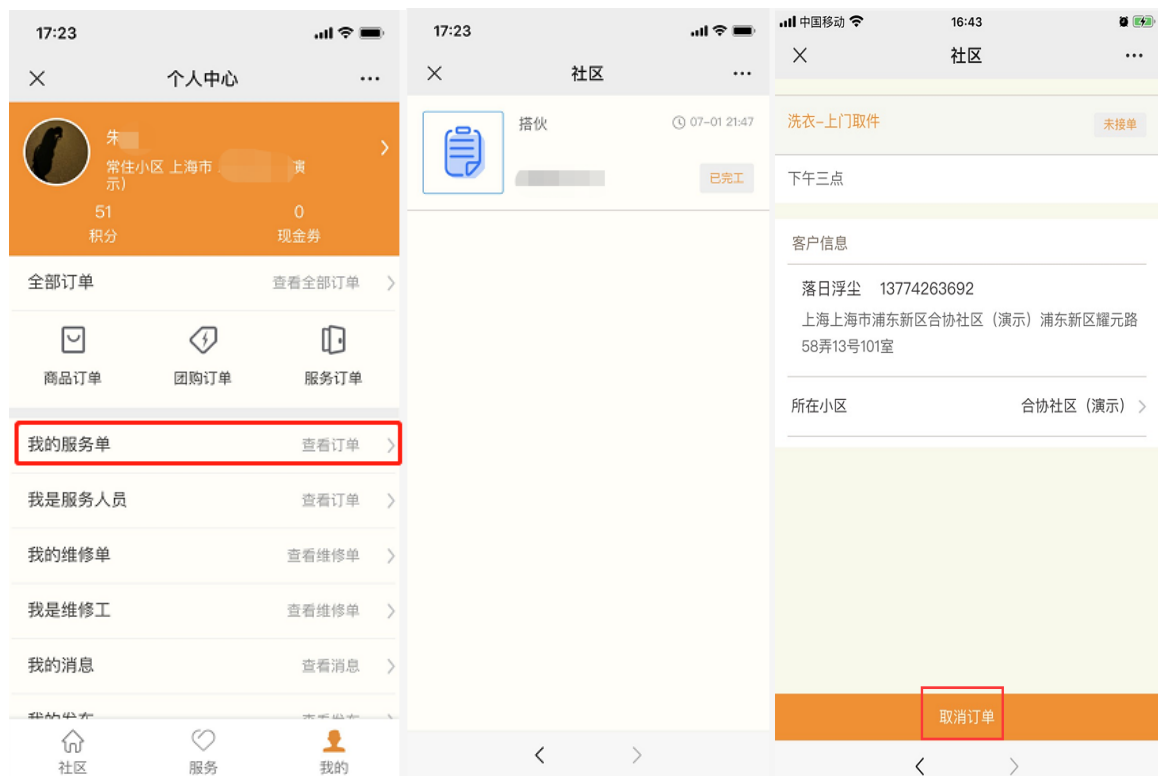 17:23
个人中心
朱
常住小区 上海市
演
示)
51
0
积分
现金券
全部订单
查看全部订单
商品订单
团购订单
服务订单
我的服务单
查看订单
我是服务人员
查看订单
我的维修单
查看维修单
我是维修工
查看维修单
我的消息
查看消息
社区
服务
我的
17:23
社区
搭伙
07-01 21:47
已完工
中国移动
16:43
社区
洗衣-上门取件
未接单
下午三点
客户信息
落日浮尘 13774263692
上海上海市浦东新区合协社区（演示）浦东新区耀元路
58弄13号101室
所在小区
合协社区（演示）
取消订单